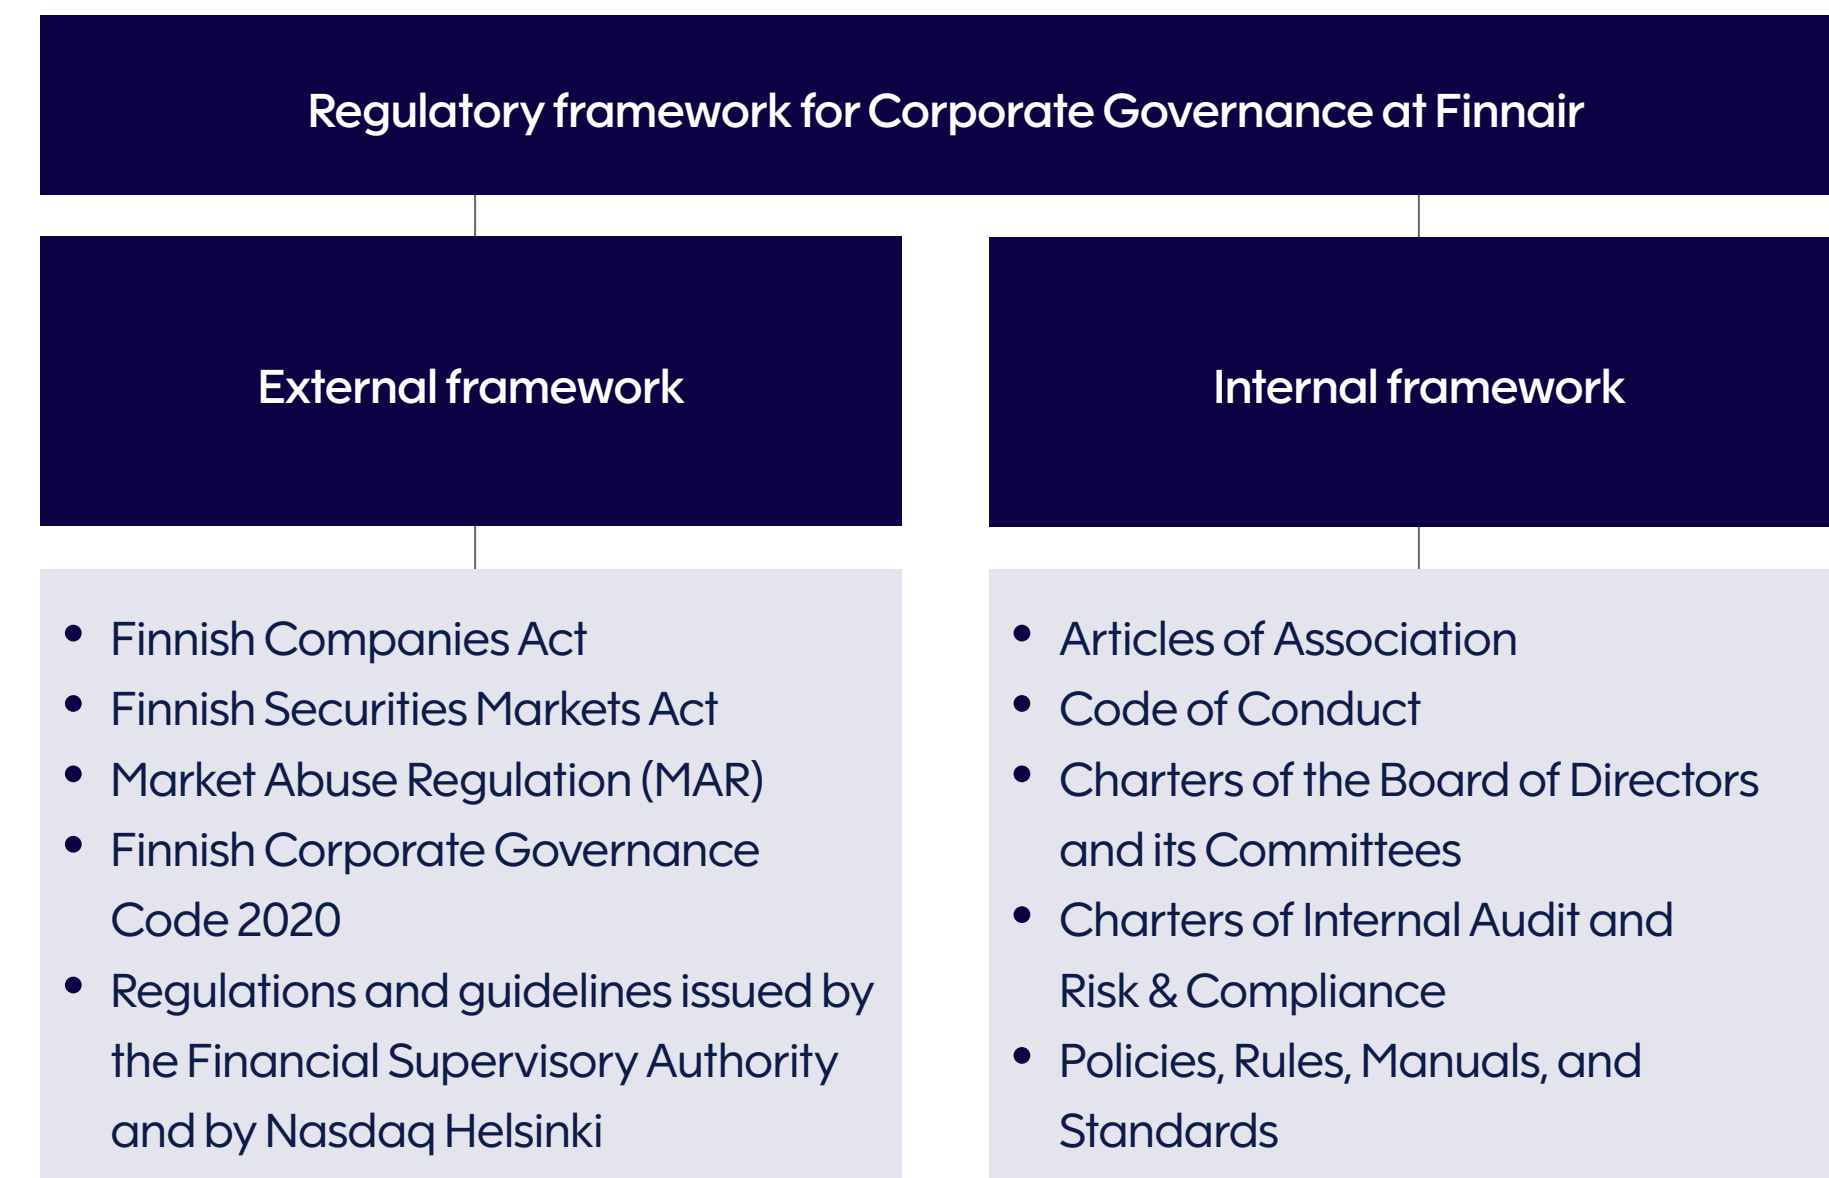 Regulatory framework for Corporate Governance at Finnair
External framework
• Finnish Companies Act
• Finnish Securities Markets Act
• Market Abuse Regulation (MAR)
• Finnish Corporate Governance
Code 2020
• Regulations and guidelines issued by
the Financial Supervisory Authority
and by Nasdaq Helsinki
Internal framework
• Articles of Association
• Code of Conduct
• Charters of the Board of Directors
and its Committees
• Charters of Internal Audit and
Risk & Compliance
• Policies, Rules, Manuals, and
Standards